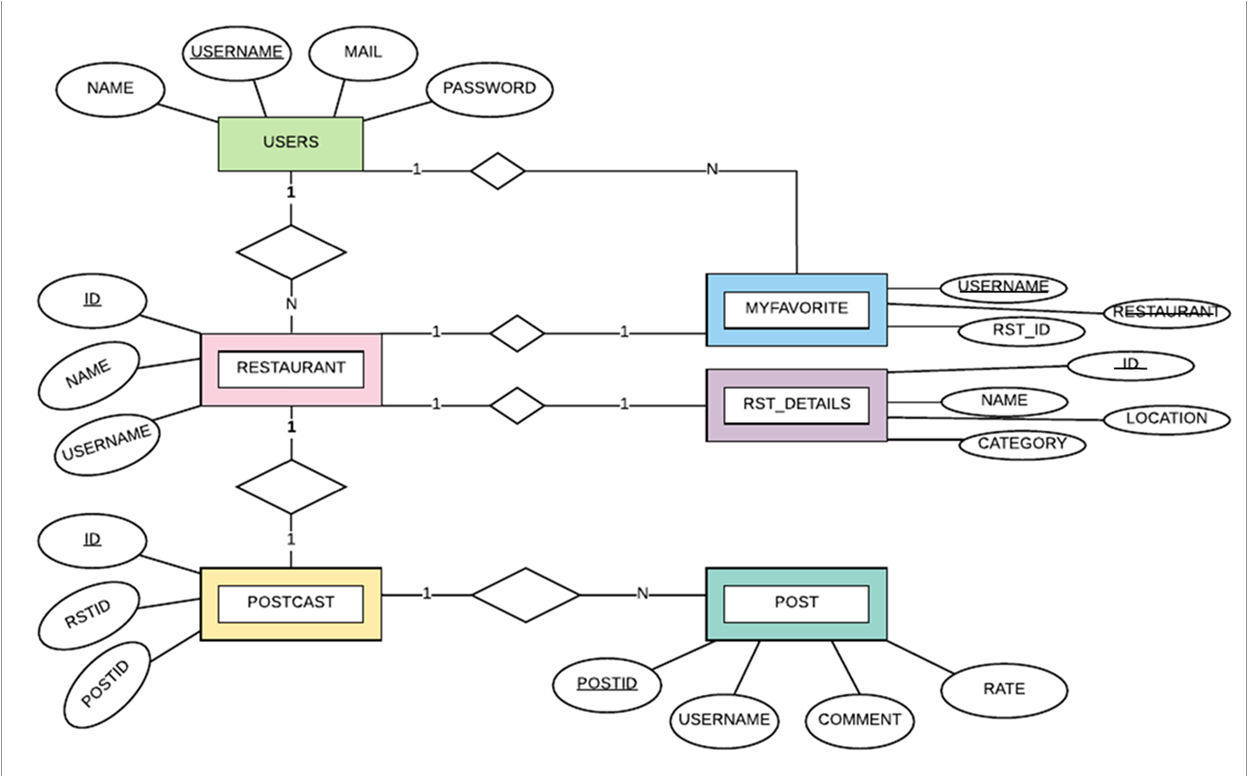 USERNAME
MAIL
NAME
PASSWORD
USERS
1
N
1
ID
N
USERNAME
MYFAVORITE
RESTAURANT
1
1
RST_ID
NAME
RESTAURANT
ID
1
1
RST_DETAILS
NAME
LOCATION
USERNAME
1
CATEGORY
ID
1
RSTID
POSTCAST
1
N
POST
POSTID
POSTID
USERNAME
COMMENT
RATE